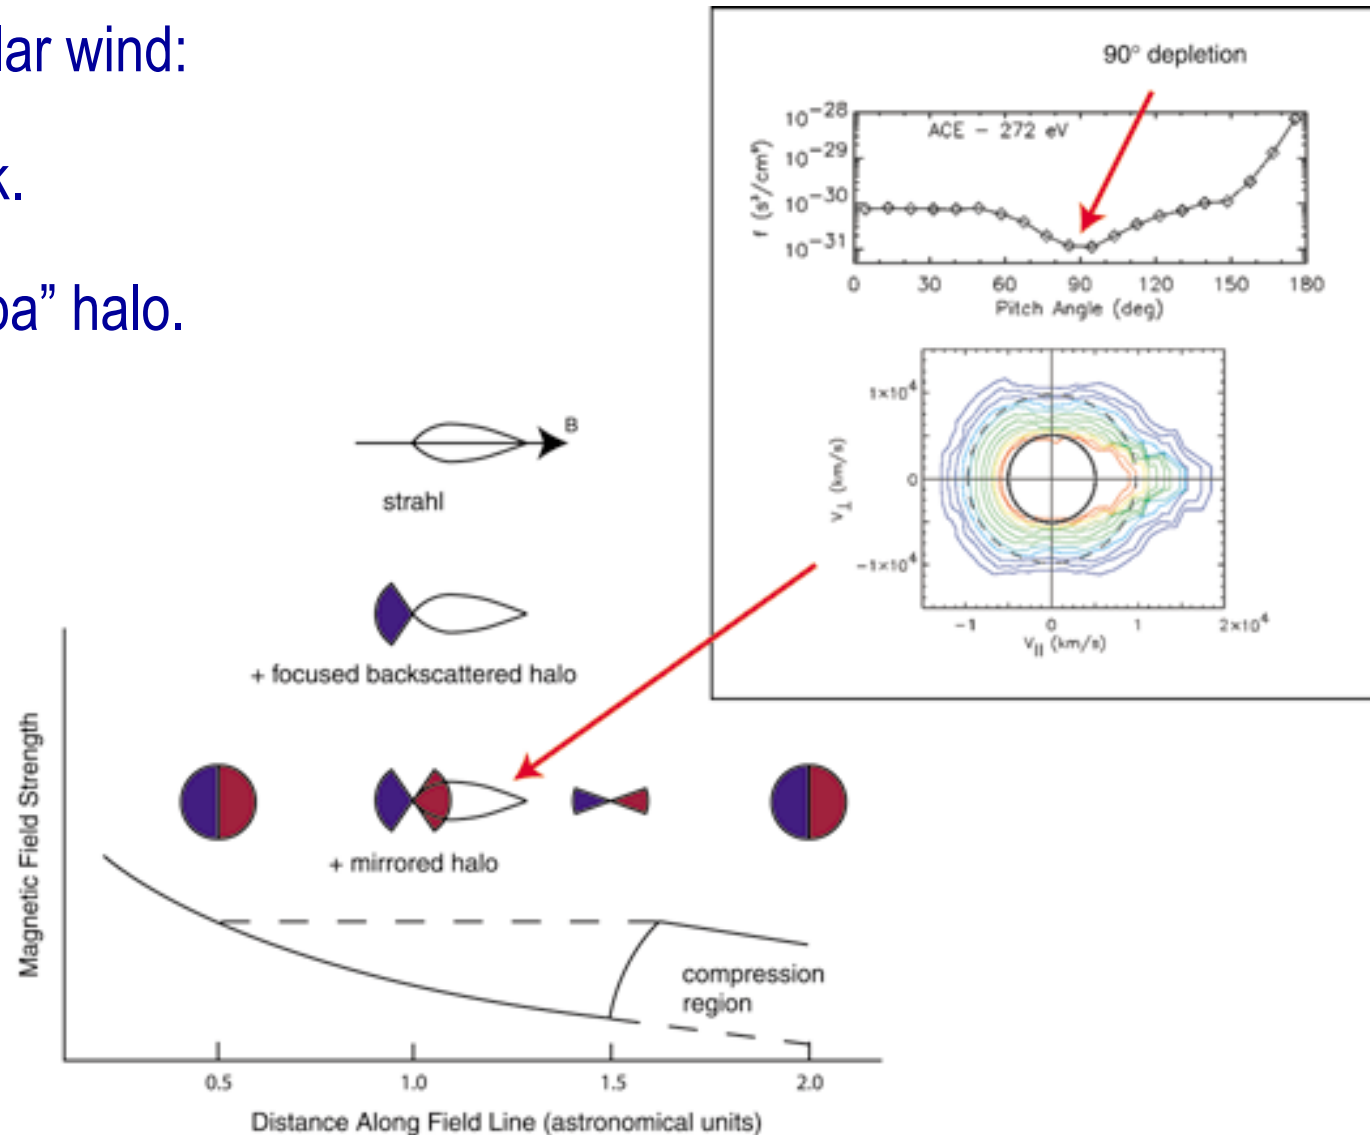 lar wind:
k.
pa” halo.
90° depletion
ACE - 272 eV
10^-28
10^-29
10^-30
10^-31
f (s³/cm⁶)
0 30 60 90 120 150 180
Pitch Angle (deg)
1×10⁴
0
-1×10⁴
V⊥ (km/s)
-1 0 1 2×10⁴
V|| (km/s)
B
strahl
+ focused backscattered halo
+ mirrored halo
Magnetic Field Strength
compression
region
0.5 1.0 1.5 2.0
Distance Along Field Line (astronomical units)